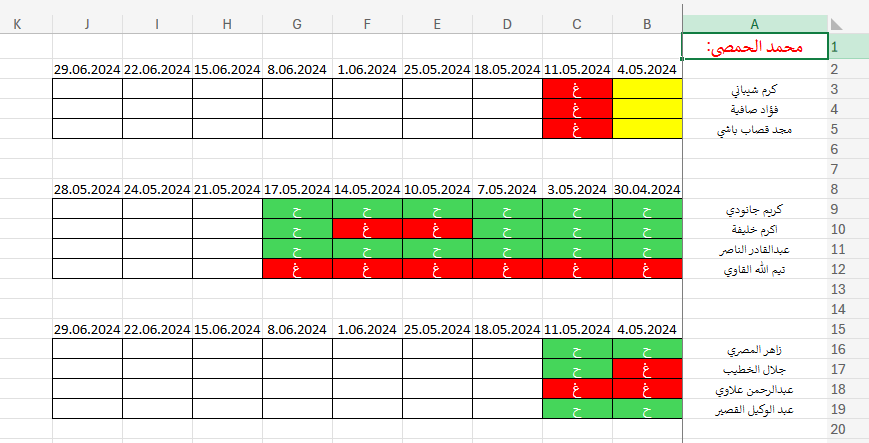 K J I H G F E D C B A
1 محمد الحمصي:
2 4.05.2024 11.05.2024 18.05.2024 25.05.2024 1.06.2024 8.06.2024 15.06.2024 22.06.2024 29.06.2024
3 كرم شيباني غ
4 فؤاد صافية غ
5 مجد قصاب باشي غ
6
7
8 30.04.2024 3.05.2024 7.05.2024 10.05.2024 14.05.2024 17.05.2024 21.05.2024 24.05.2024 28.05.2024
9 كريم جانودي ح ح ح ح ح ح
10 اكرم خليفة ح ح ح غ غ ح
11 عبدالقادر الناصر ح ح ح ح ح ح
12 تيم الله القاوي غ غ غ غ غ غ
13
14
15 4.05.2024 11.05.2024 18.05.2024 25.05.2024 1.06.2024 8.06.2024 15.06.2024 22.06.2024 29.06.2024
16 زاهر المصري ح ح
17 جلال الخطيب غ ح
18 عبدالرحمن علاوي غ غ
19 عبد الوكيل القصير ح ح
20